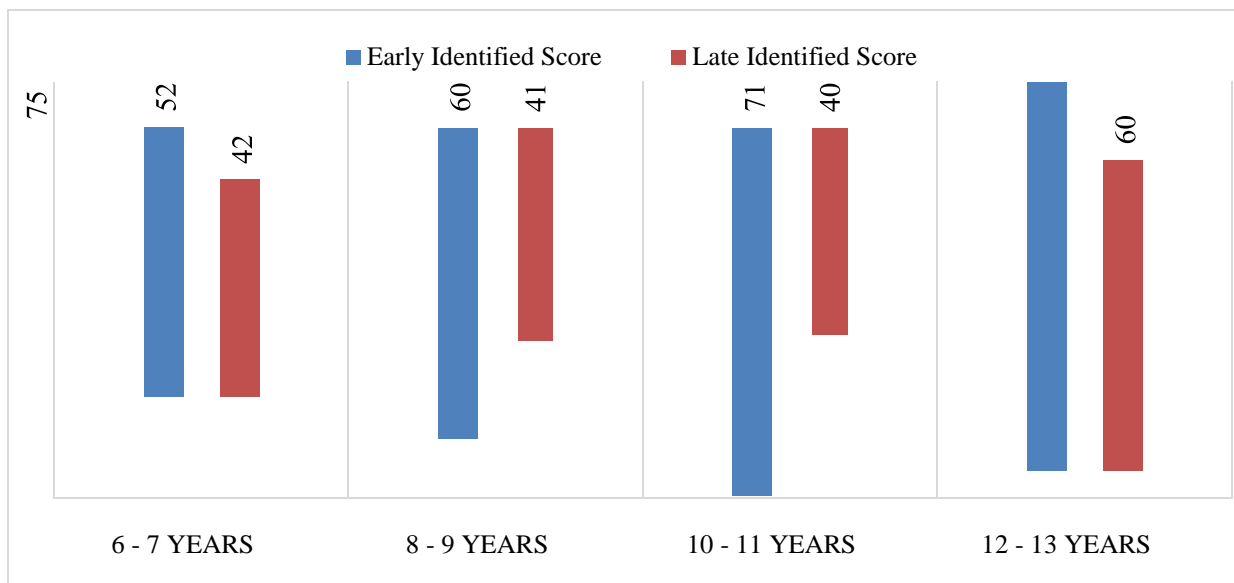 Early Identified Score
Late Identified Score
75
52
42
60
41
71
40
60
6 - 7 YEARS
8 - 9 YEARS
10 - 11 YEARS
12 - 13 YEARS